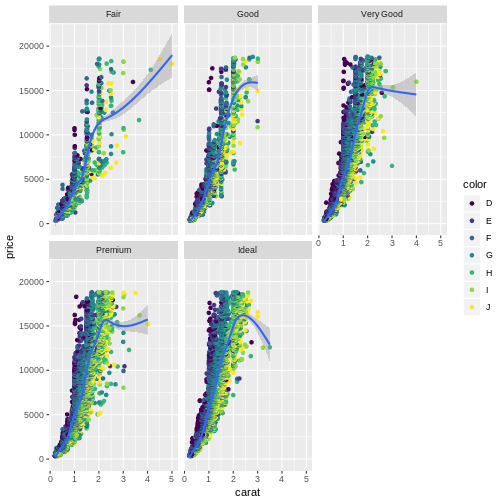 Fair Good Very Good
20000
15000
10000
5000
0
0 1 2 3 4 5
Premium Ideal
20000
15000
10000
5000
0
0 1 2 3 4 5 0 1 2 3 4 5
price
carat
color
D
E
F
G
H
I
J